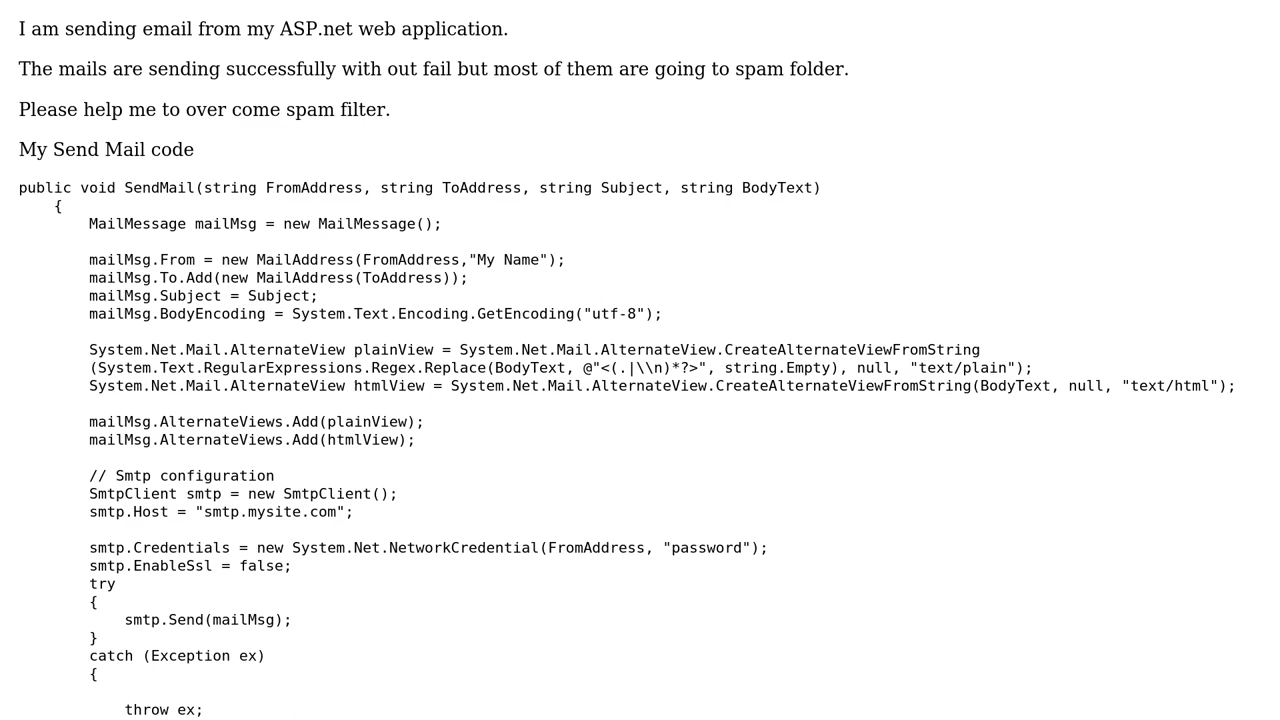 I am sending email from my ASP.net web application.
The mails are sending successfully with out fail but most of them are going to spam folder.
Please help me to over come spam filter.
My Send Mail code
public void SendMail(string FromAddress, string ToAddress, string Subject, string BodyText)
    {
        MailMessage mailMsg = new MailMessage();
        mailMsg.From = new MailAddress(FromAddress,"My Name");
        mailMsg.To.Add(new MailAddress(ToAddress));
        mailMsg.Subject = Subject;
        mailMsg.BodyEncoding = System.Text.Encoding.GetEncoding("utf-8");
        System.Net.Mail.AlternateView plainView = System.Net.Mail.AlternateView.CreateAlternateViewFromString
        (System.Text.RegularExpressions.Regex.Replace(BodyText, @"<(.|\\n)*?>", string.Empty), null, "text/plain");
        System.Net.Mail.AlternateView htmlView = System.Net.Mail.AlternateView.CreateAlternateViewFromString(BodyText, null, "text/html");
        mailMsg.AlternateViews.Add(plainView);
        mailMsg.AlternateViews.Add(htmlView);
        // Smtp configuration
        SmtpClient smtp = new SmtpClient();
        smtp.Host = "smtp.mysite.com";
        smtp.Credentials = new System.Net.NetworkCredential(FromAddress, "password");
        smtp.EnableSsl = false;
        try
        {
            smtp.Send(mailMsg);
        }
        catch (Exception ex)
        {
            throw ex;